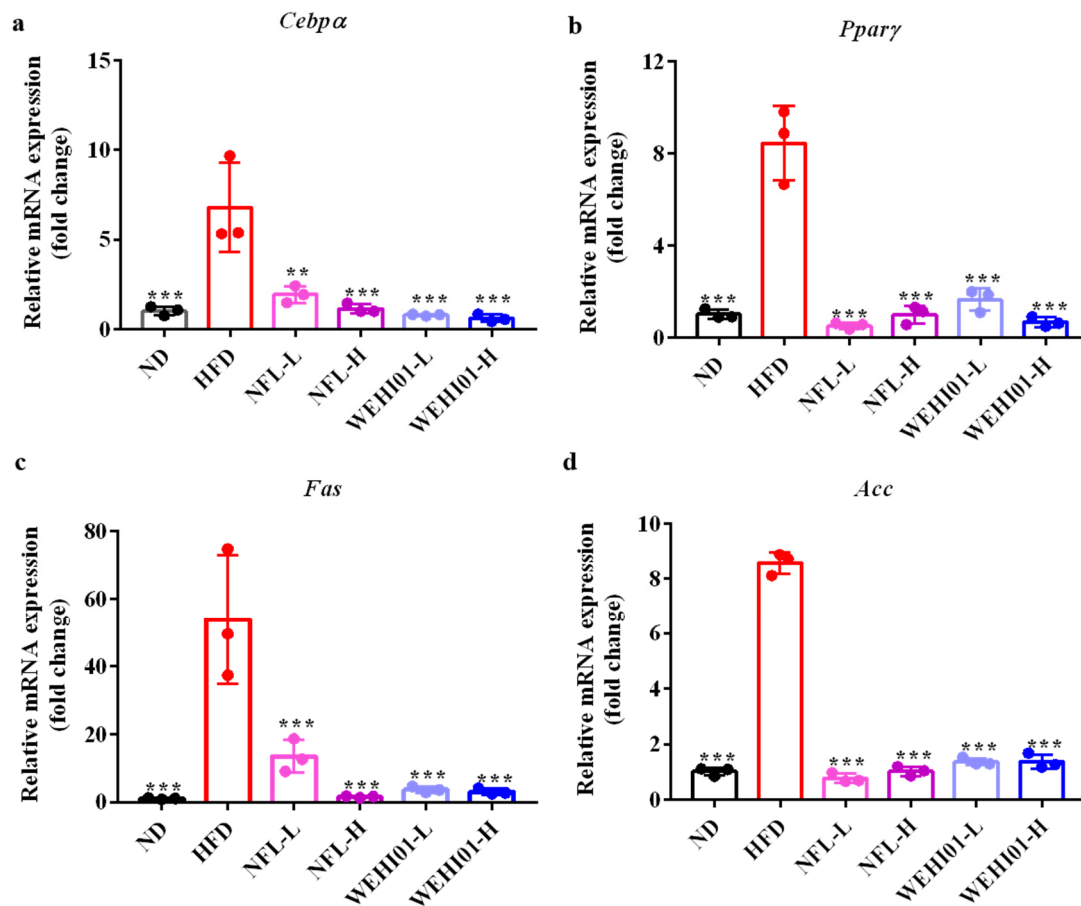 a
Cebpα
Relative mRNA expression
(fold change)
15
10
5
0
***
**
***
***
***
ND
HFD
NFL-L
NFL-H
WEHI01-L
WEHI01-H
b
Pparγ
Relative mRNA expression
(fold change)
12
8
4
0
***
***
***
***
***
ND
HFD
NFL-L
NFL-H
WEHI01-L
WEHI01-H
c
Fas
Relative mRNA expression
(fold change)
80
60
40
20
0
***
***
***
***
***
ND
HFD
NFL-L
NFL-H
WEHI01-L
WEHI01-H
d
Acc
Relative mRNA expression
(fold change)
10
8
6
4
2
0
***
***
***
***
***
ND
HFD
NFL-L
NFL-H
WEHI01-L
WEHI01-H